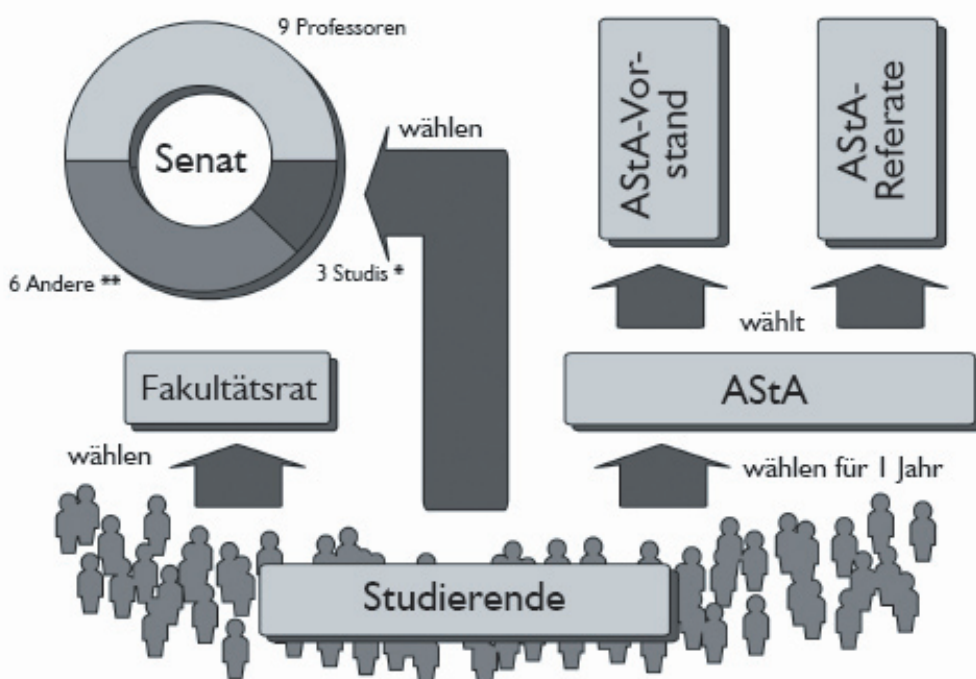 9 Professoren
Senat
6 Andere **
3 Studis *
wählen
AStA-Vor-
stand
AStA-
Referate
wählt
Fakultätsrat
AStA
wählen
wählen für 1 Jahr
Studierende